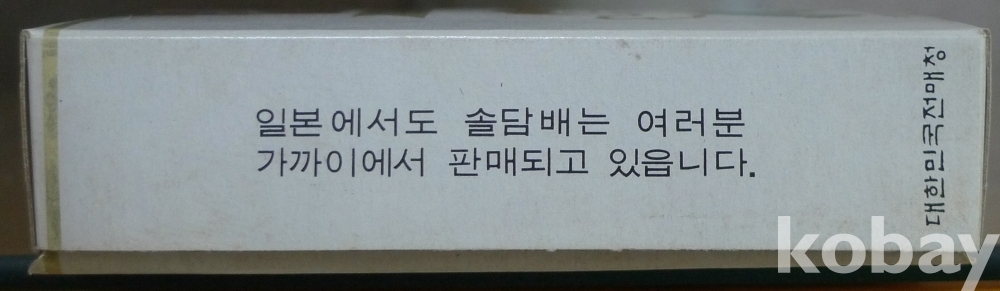 일본에서도 솔담배는 여러분
가까이에서 판매되고 있읍니다.
대한민국전매청
kobay